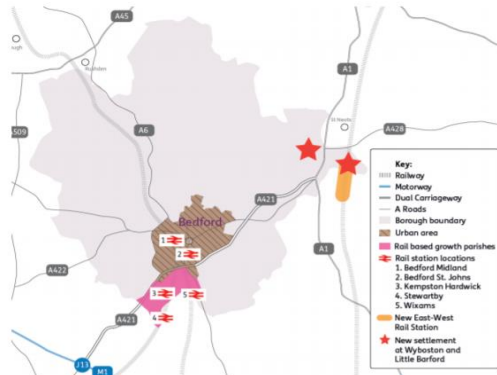 A45
Rushden
A1
A509
A6
St Neots
A428
A421
Bedford
1
2
A422
3
5
4
A1
A421
J13
M1
Key:
Railway
Motorway
Dual Carriageway
A Roads
Borough boundary
Urban area
Rail based growth parishes
Rail station locations
1. Bedford Midland
2. Bedford St. Johns
3. Kempston Hardwick
4. Stewartby
5. Wixams
New East-West
Rail Station
New settlement
at Wyboston and
Little Barford